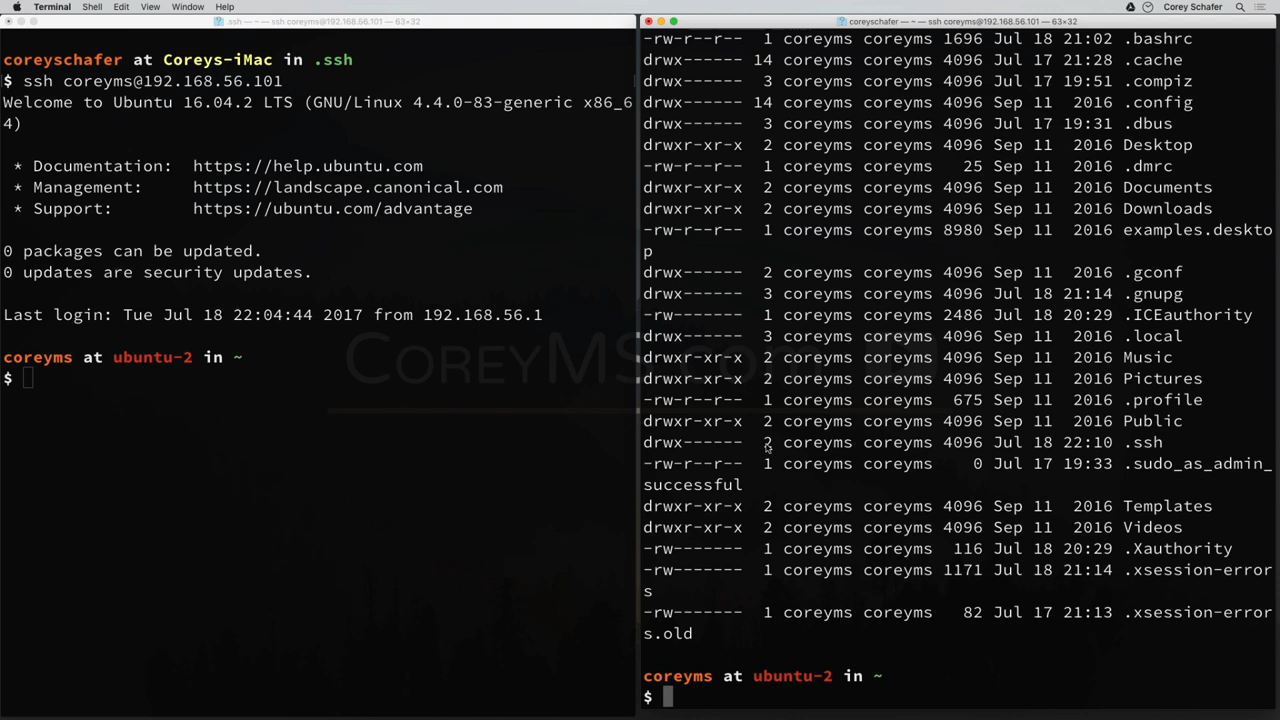 Terminal Shell Edit View Window Help Corey Schafer
.ssh — ~ — ssh coreyms@192.168.56.101 — 63×32
coreyschafer at Coreys-iMac in .ssh
$ ssh coreyms@192.168.56.101
Welcome to Ubuntu 16.04.2 LTS (GNU/Linux 4.4.0-83-generic x86_6
4)
* Documentation: https://help.ubuntu.com
* Management: https://landscape.canonical.com
* Support: https://ubuntu.com/advantage
0 packages can be updated.
0 updates are security updates.
Last login: Tue Jul 18 22:04:44 2017 from 192.168.56.1
coreyms at ubuntu-2 in ~
$
coreyschafer — ~ — ssh coreyms@192.168.56.101 — 63×32
-rw-r--r-- 1 coreyms coreyms 1696 Jul 18 21:02 .bashrc
drwx------ 14 coreyms coreyms 4096 Jul 17 21:28 .cache
drwx------ 3 coreyms coreyms 4096 Jul 17 19:51 .compiz
drwx------ 14 coreyms coreyms 4096 Sep 11 2016 .config
drwx------ 3 coreyms coreyms 4096 Jul 17 19:31 .dbus
drwxr-xr-x 2 coreyms coreyms 4096 Sep 11 2016 Desktop
-rw-r--r-- 1 coreyms coreyms 25 Sep 11 2016 .dmrc
drwxr-xr-x 2 coreyms coreyms 4096 Sep 11 2016 Documents
drwxr-xr-x 2 coreyms coreyms 4096 Sep 11 2016 Downloads
-rw-r--r-- 1 coreyms coreyms 8980 Sep 11 2016 examples.deskto
p
drwx------ 2 coreyms coreyms 4096 Sep 11 2016 .gconf
drwx------ 3 coreyms coreyms 4096 Jul 18 21:14 .gnupg
-rw------- 1 coreyms coreyms 2486 Jul 18 20:29 .ICEauthority
drwx------ 3 coreyms coreyms 4096 Sep 11 2016 .local
drwxr-xr-x 2 coreyms coreyms 4096 Sep 11 2016 Music
drwxr-xr-x 2 coreyms coreyms 4096 Sep 11 2016 Pictures
-rw-r--r-- 1 coreyms coreyms 675 Sep 11 2016 .profile
drwxr-xr-x 2 coreyms coreyms 4096 Sep 11 2016 Public
drwx------ 2 coreyms coreyms 4096 Jul 18 22:10 .ssh
-rw-r--r-- 1 coreyms coreyms 0 Jul 17 19:33 .sudo_as_admin_
successful
drwxr-xr-x 2 coreyms coreyms 4096 Sep 11 2016 Templates
drwxr-xr-x 2 coreyms coreyms 4096 Sep 11 2016 Videos
-rw------- 1 coreyms coreyms 116 Jul 18 20:29 .Xauthority
-rw------- 1 coreyms coreyms 1171 Jul 18 21:14 .xsession-error
s
-rw------- 1 coreyms coreyms 82 Jul 17 21:13 .xsession-error
s.old
coreyms at ubuntu-2 in ~
$